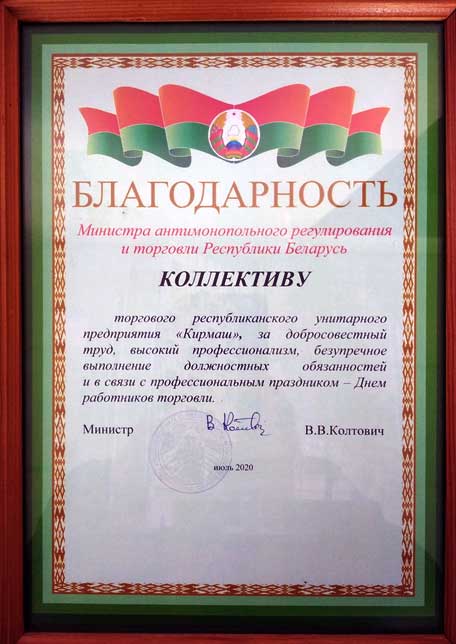 БЛАГОДАРНОСТЬ
Министра антимонопольного регулирования
и торговли Республики Беларусь
КОЛЛЕКТИВУ
торгового республиканского унитарного
предприятия «Кирмаш», за добросовестный
труд, высокий профессионализм, безупречное
выполнение должностных обязанностей
и в связи с профессиональным праздником – Днем
работников торговли.
Министр В.В.Колтович
июль 2020